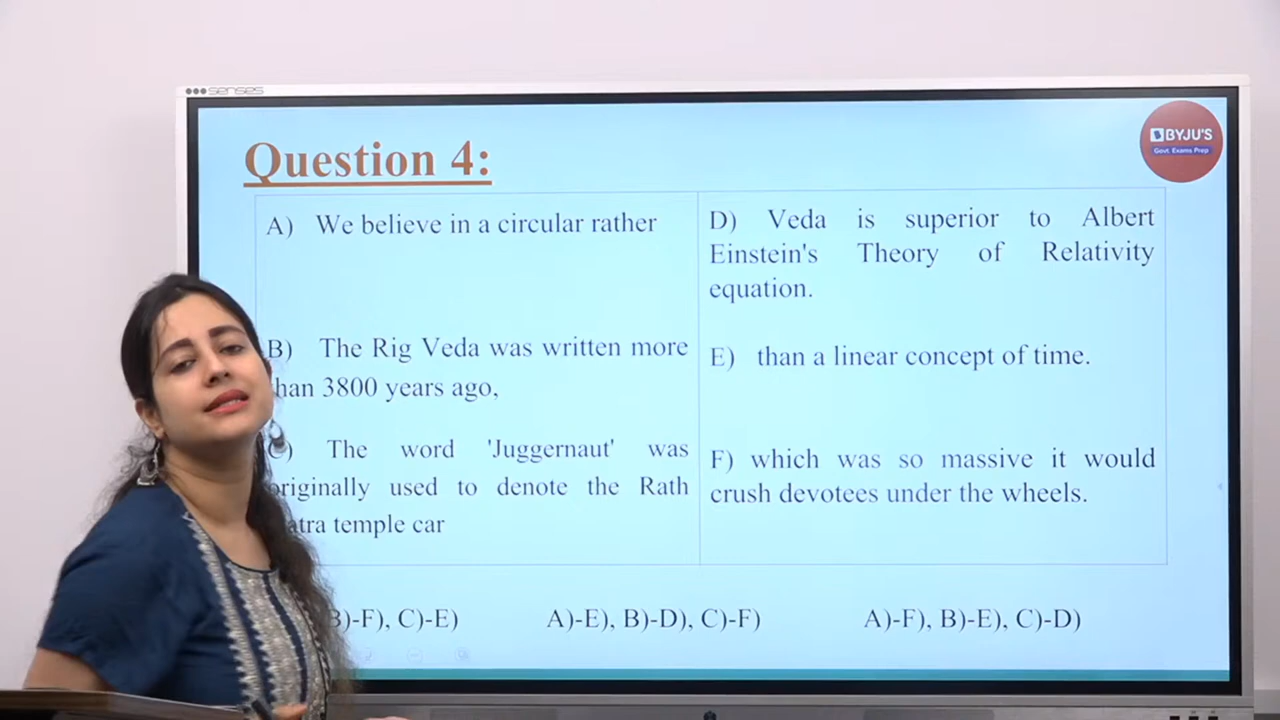 senses
BYJU'S
Govt. Exams Prep
Question 4:
A) We believe in a circular rather
B) The Rig Veda was written more
han 3800 years ago,
C) The word 'Juggernaut' was
originally used to denote the Rath
atra temple car
D) Veda is superior to Albert
Einstein's Theory of Relativity
equation.
E) than a linear concept of time.
F) which was so massive it would
crush devotees under the wheels.
B)-F), C)-E)
A)-E), B)-D), C)-F)
A)-F), B)-E), C)-D)